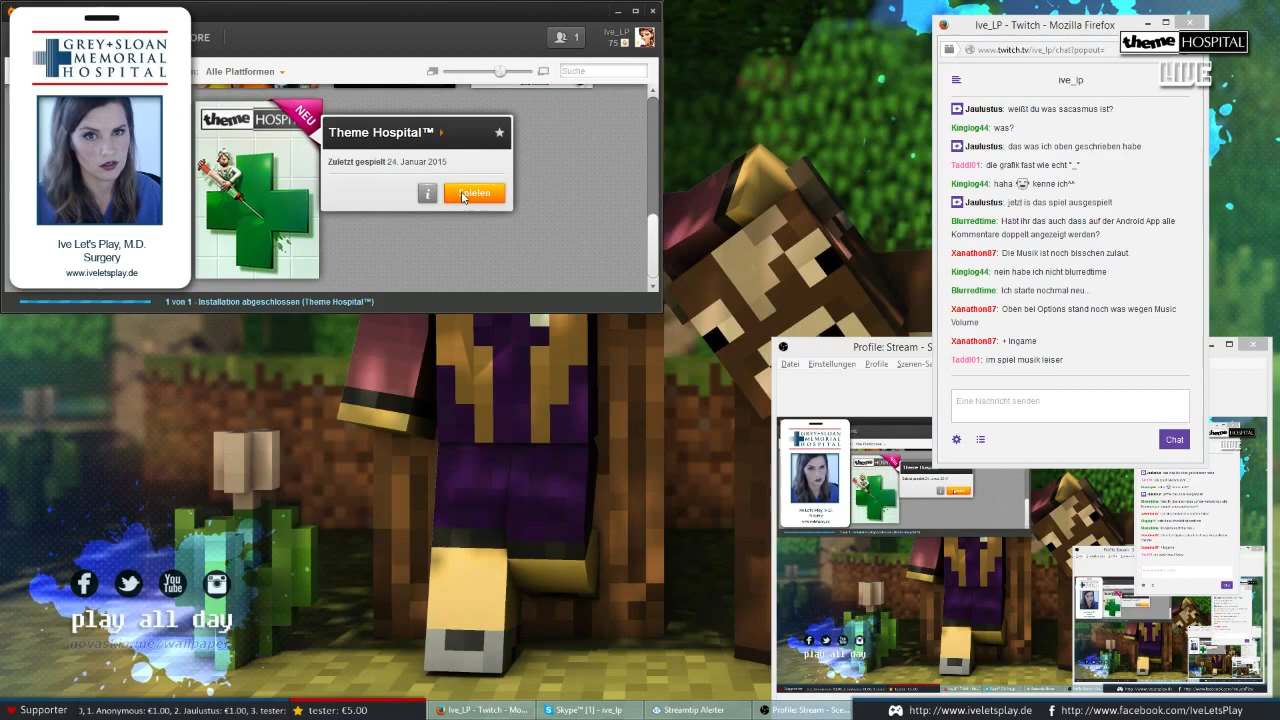 GREY+SLOAN
MEMORIAL
HOSPITAL
Ive Let's Play, M.D.
Surgery
www.iveletsplay.de
ORE
1
Ive_LP
75
Alle Plattformen
Suche
theme HOSPI
NEU
Theme Hospital™
Zuletzt gespielt 24. Januar 2015
i
Spielen
1 von 1 - Installation abgeschlossen (Theme Hospital™)
Ive_LP - Twitch - Mozilla Firefox
www.twitch.tv/ive_lp/chat?popout=
theme HOSPITAL
LIVE
ive_lp
Jaulustus: weißt du was sacasmus ist?
Kinglog44: was?
Jaulustus: das was ich oben geschrieben habe
Taddl01: die grafik fast wie echt °_°
Kinglog44: haha kenne ich^^
Jaulustus: jetzt is das spiel ausgespielt
Blurredtime: Habt ihr das auch dass auf der Android App alle
Kommentare doppelt angezeigt werden?
Xanathon87: Die Musik ist noch bisschen zulaut.
Kinglog44: nein habe ich nicht blurredtime
Blurredtime: Ich starte nochmal neu...
Xanathon87: Oben bei Options stand noch was wegen Music
Volume
Xanathon87: + Ingame
Taddl01: im spiel musik leiser
Eine Nachricht senden
Chat
Profile: Stream - Sc
Datei Einstellungen Profile Szenen-Sa
play all day
novaskin.me/wallpaper
Supporter
3, 1. Anonymous: €1.00, 2. Jaulustus: €1.00, 3. tester:
tester: €5.00
Ive_LP - Twitch - Mo...
Skype™ [1] - ive_lp
Streamtip Alerter
Profile: Stream - Sce...
http://www.iveletsplay.de
http://www.facebook.com/IveLetsPlay